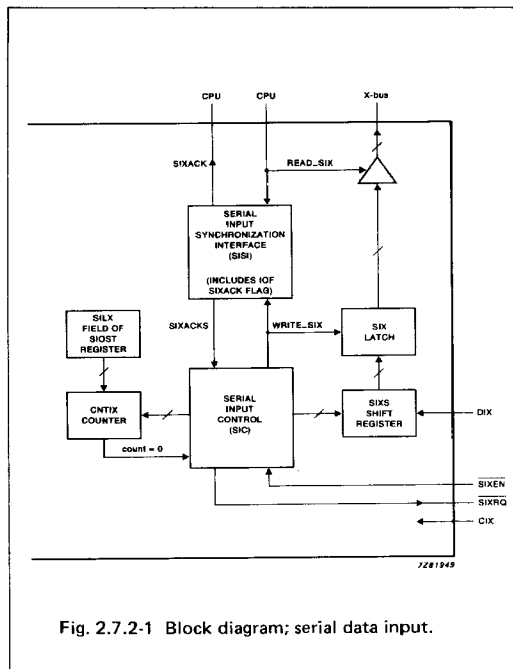 CPU
CPU
X-bus
SIXACK
READ_SIX
SERIAL
INPUT
SYNCHRONIZATION
INTERFACE
(SISI)
(INCLUDES IOF
SIXACK FLAG)
SILX
FIELD OF
SIOST
REGISTER
SIXACKS
WRITE_SIX
SIX
LATCH
CNTIX
COUNTER
SERIAL
INPUT
CONTROL
(SIC)
SIXS
SHIFT
REGISTER
DIX
count = 0
SIXEN
SIXRQ
CIX
7Z81949
Fig. 2.7.2-1 Block diagram; serial data input.